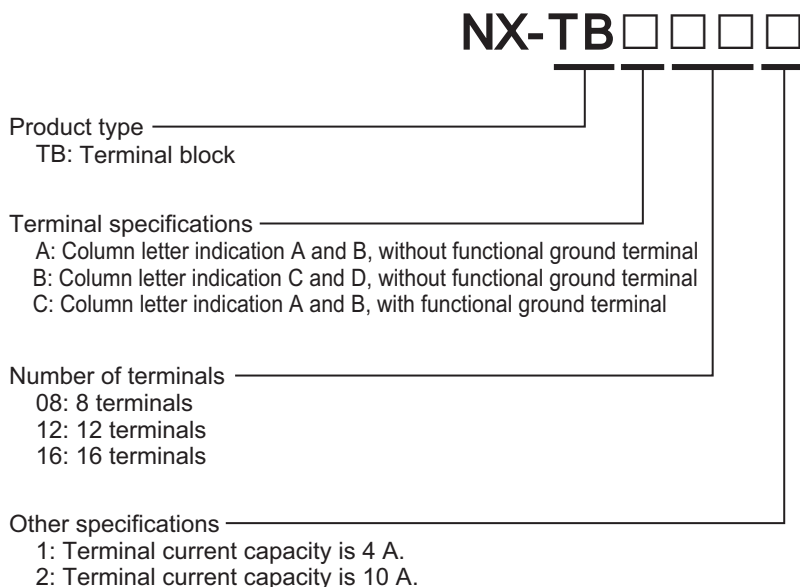 NX-TB□□□□
Product type
TB: Terminal block
Terminal specifications
A: Column letter indication A and B, without functional ground terminal
B: Column letter indication C and D, without functional ground terminal
C: Column letter indication A and B, with functional ground terminal
Number of terminals
08: 8 terminals
12: 12 terminals
16: 16 terminals
Other specifications
1: Terminal current capacity is 4 A.
2: Terminal current capacity is 10 A.